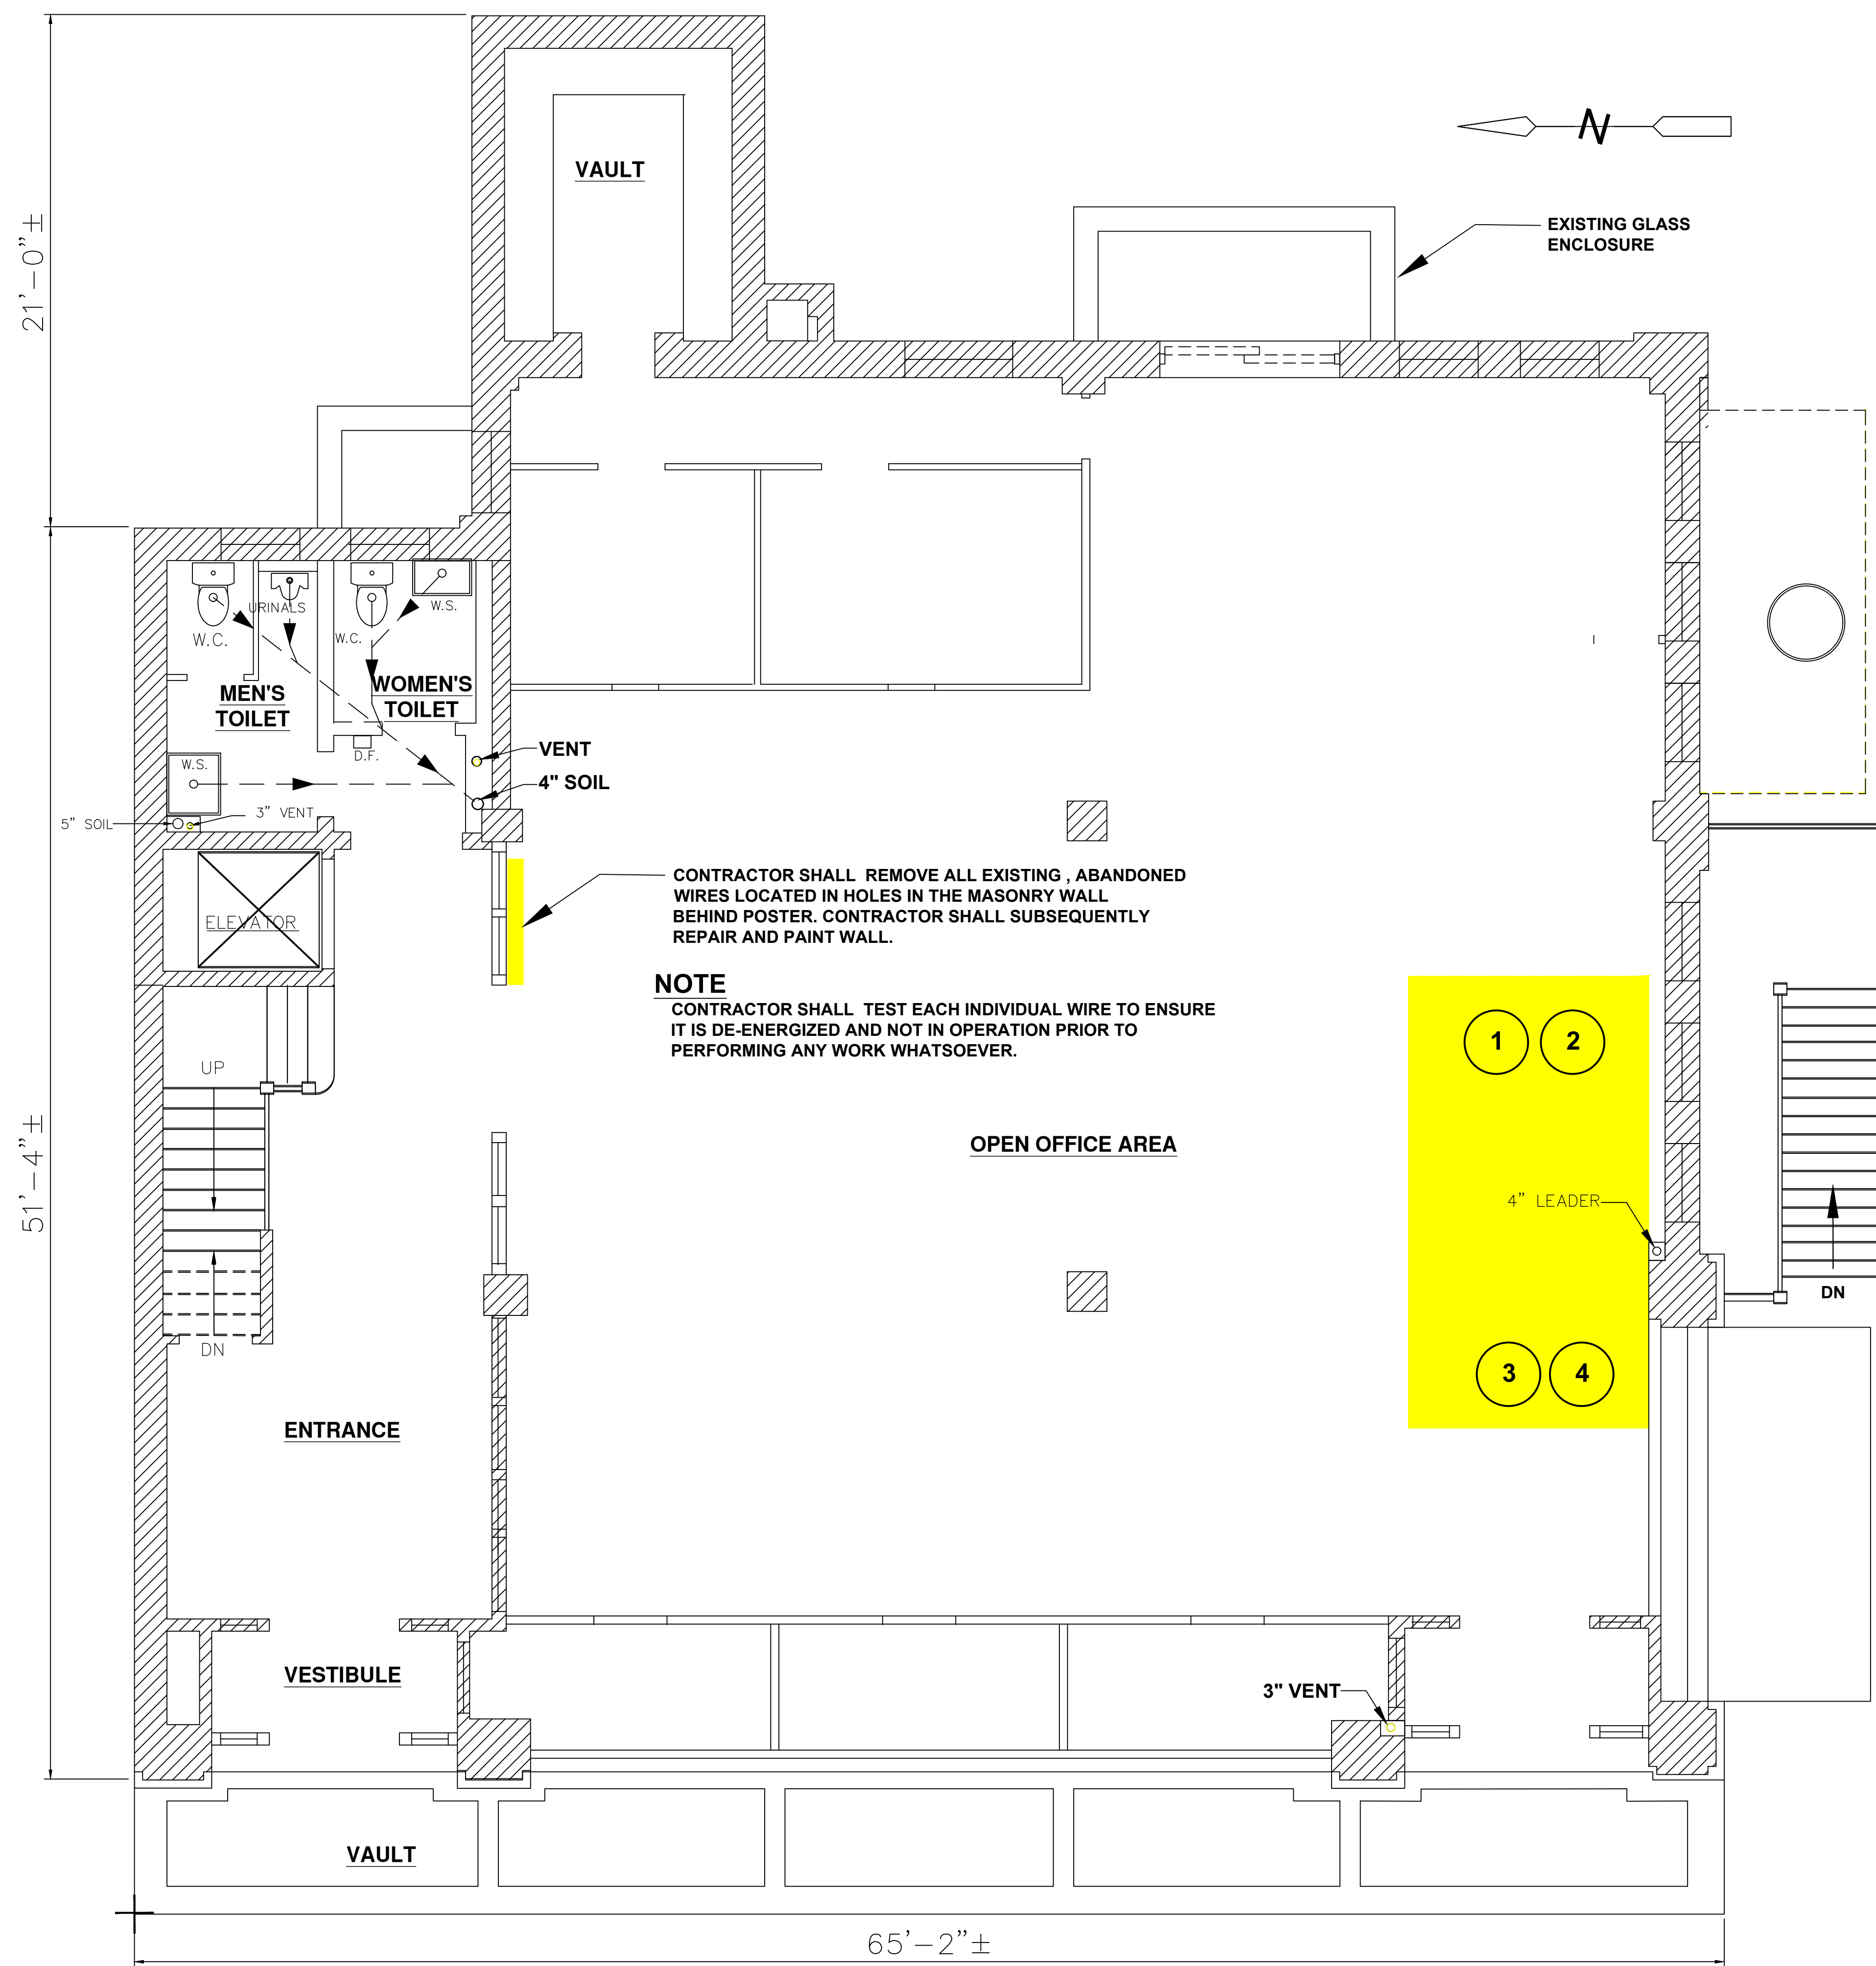 VAULT
N
EXISTING GLASS
ENCLOSURE
21'-0"±
URINALS
W.S.
W.C.
W.C.
MEN'S
TOILET
WOMEN'S
TOILET
D.F.
VENT
4" SOIL
W.S.
5" SOIL
3" VENT
ELEVATOR
CONTRACTOR SHALL REMOVE ALL EXISTING , ABANDONED
WIRES LOCATED IN HOLES IN THE MASONRY WALL
BEHIND POSTER. CONTRACTOR SHALL SUBSEQUENTLY
REPAIR AND PAINT WALL.
NOTE
CONTRACTOR SHALL TEST EACH INDIVIDUAL WIRE TO ENSURE
IT IS DE-ENERGIZED AND NOT IN OPERATION PRIOR TO
PERFORMING ANY WORK WHATSOEVER.
1 2
UP
OPEN OFFICE AREA
51'-4"±
4" LEADER
DN
DN
3 4
ENTRANCE
VESTIBULE
3" VENT
VAULT
65'-2"±